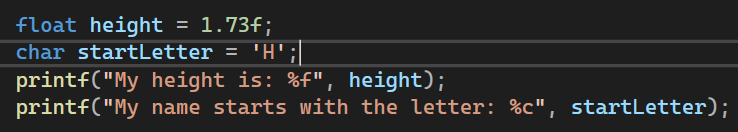 float height = 1.73f;
char startLetter = 'H';
printf("My height is: %f", height);
printf("My name starts with the letter: %c", startLetter);